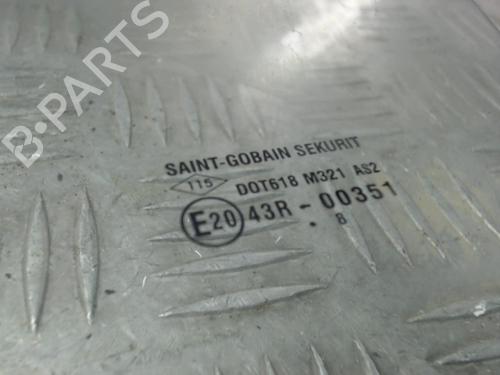 B-PARTS
SAINT-GOBAIN SEKURIT
115 DOT618 M321 AS2
E20 43R - 00351
8